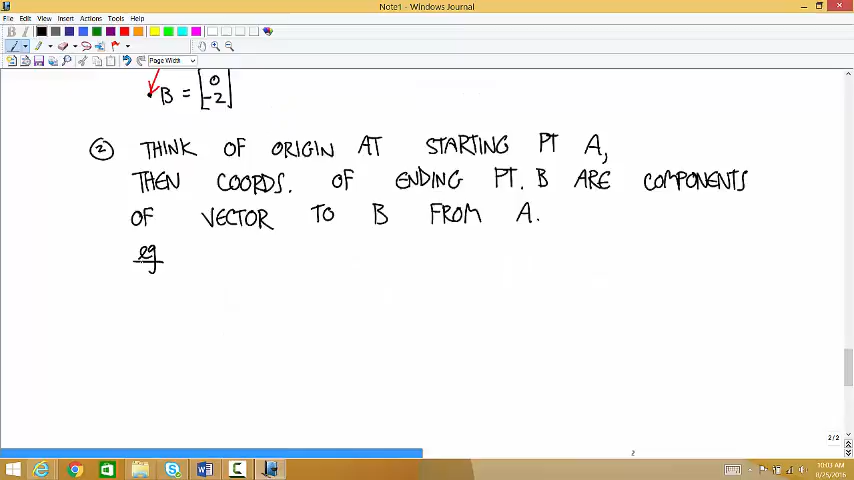 Note1 - Windows Journal
File Edit View Insert Actions Tools Help
B I
Page Width
B = [0
-2]
② THINK OF ORIGIN AT STARTING PT A,
THEN COORDS. OF ENDING PT. B ARE COMPONENTS
OF VECTOR TO B FROM A.
eg
2/2
2
10:03 AM
8/25/2016